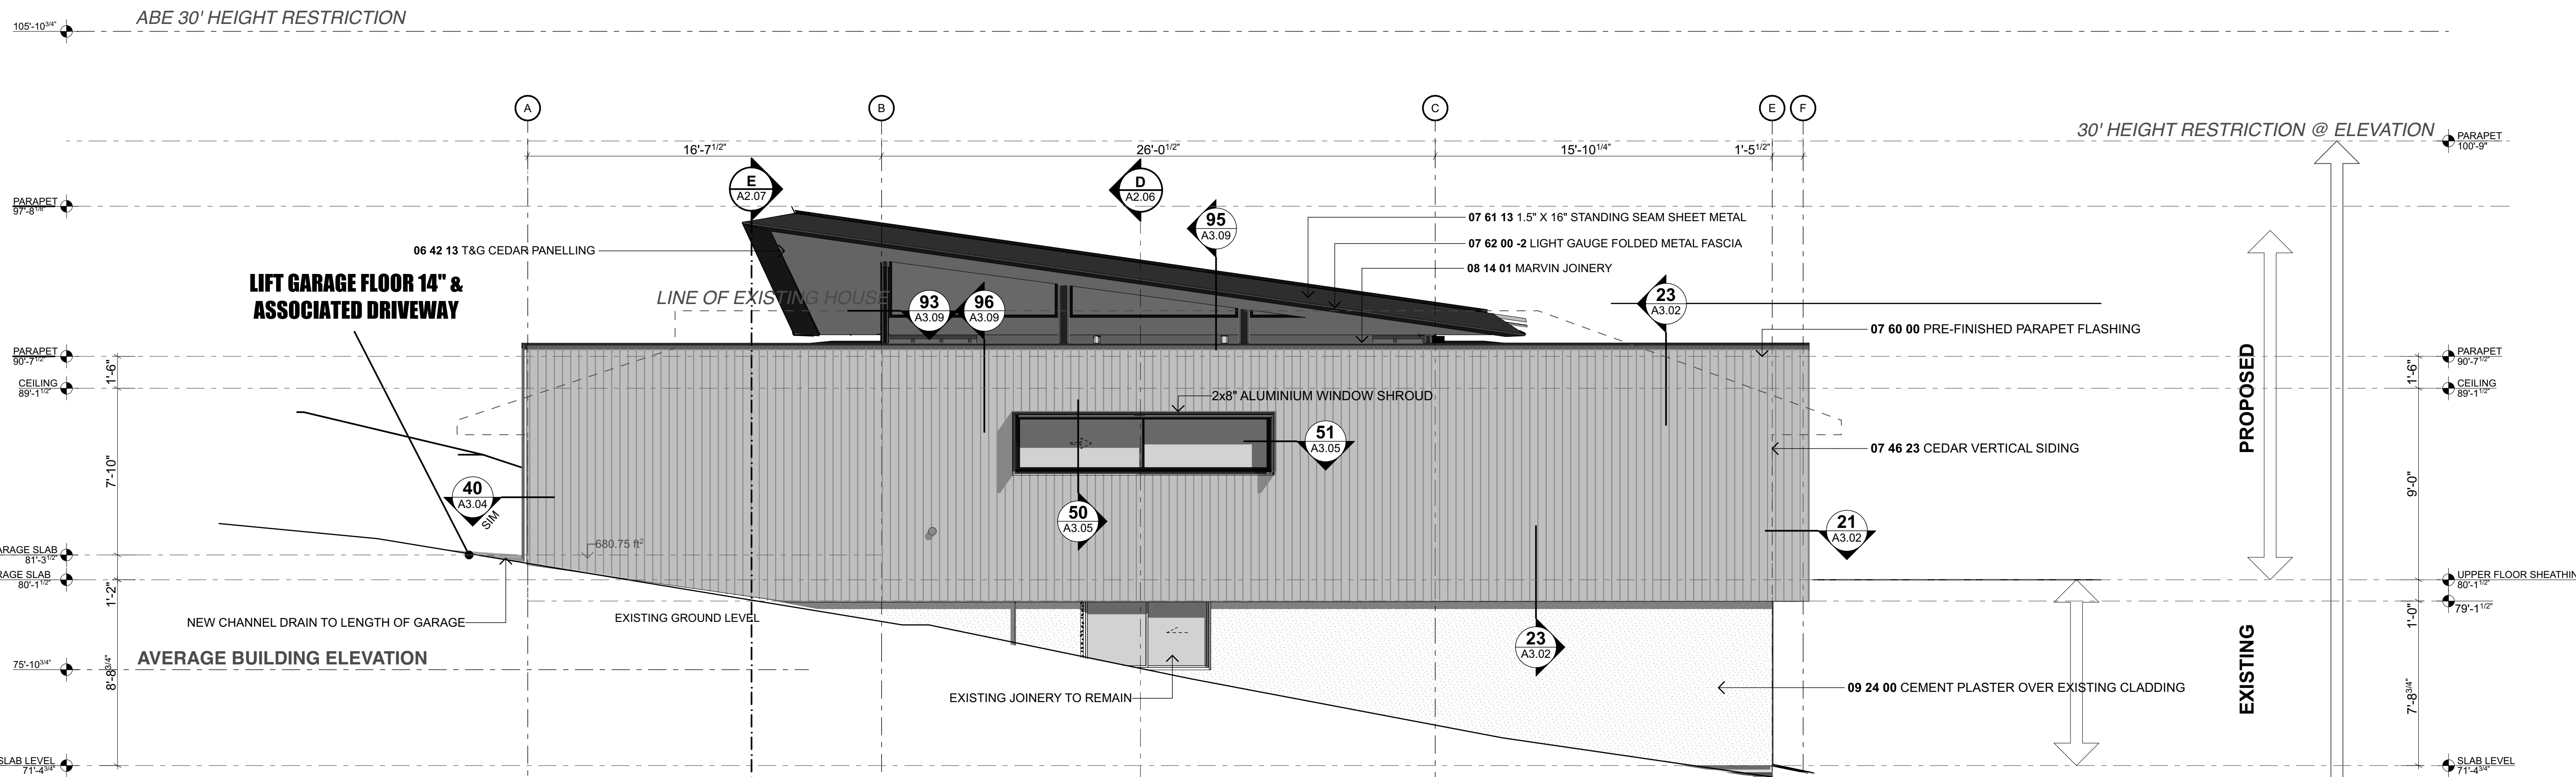 ABE 30' HEIGHT RESTRICTION
105'-10 3/4"
A
B
C
E
F
30' HEIGHT RESTRICTION @ ELEVATION
PARAPET
100'-9"
16'-7 1/2"
26'-0 1/2"
15'-10 1/4"
1'-5 1/2"
E
A2.07
D
A2.06
PARAPET
97'-8 1/8"
95
A3.09
07 61 13 1.5" X 16" STANDING SEAM SHEET METAL
06 42 13 T&G CEDAR PANELLING
07 62 00 -2 LIGHT GAUGE FOLDED METAL FASCIA
08 14 01 MARVIN JOINERY
LIFT GARAGE FLOOR 14" &
ASSOCIATED DRIVEWAY
LINE OF EXISTING HOUSE
93
A3.09
96
A3.09
23
A3.02
07 60 00 PRE-FINISHED PARAPET FLASHING
PARAPET
90'-7 1/2"
PARAPET
90'-7 1/2"
1'-6"
1'-6"
CEILING
89'-1 1/2"
CEILING
89'-1 1/2"
2x8" ALUMINIUM WINDOW SHROUD
PROPOSED
51
A3.05
07 46 23 CEDAR VERTICAL SIDING
7'-10"
9'-0"
40
A3.04
SIM
50
A3.05
21
A3.02
680.75 ft²
ARAGE SLAB
81'-3 1/2"
RAGE SLAB
80'-1 1/2"
UPPER FLOOR SHEATHIN
80'-1 1/2"
1'-2"
1'-0"
79'-1 1/2"
NEW CHANNEL DRAIN TO LENGTH OF GARAGE
EXISTING GROUND LEVEL
23
A3.02
AVERAGE BUILDING ELEVATION
75'-10 3/4"
8'-8 3/4"
EXISTING JOINERY TO REMAIN
09 24 00 CEMENT PLASTER OVER EXISTING CLADDING
EXISTING
7'-8 3/4"
SLAB LEVEL
71'-4 3/4"
SLAB LEVEL
71'-4 3/4"